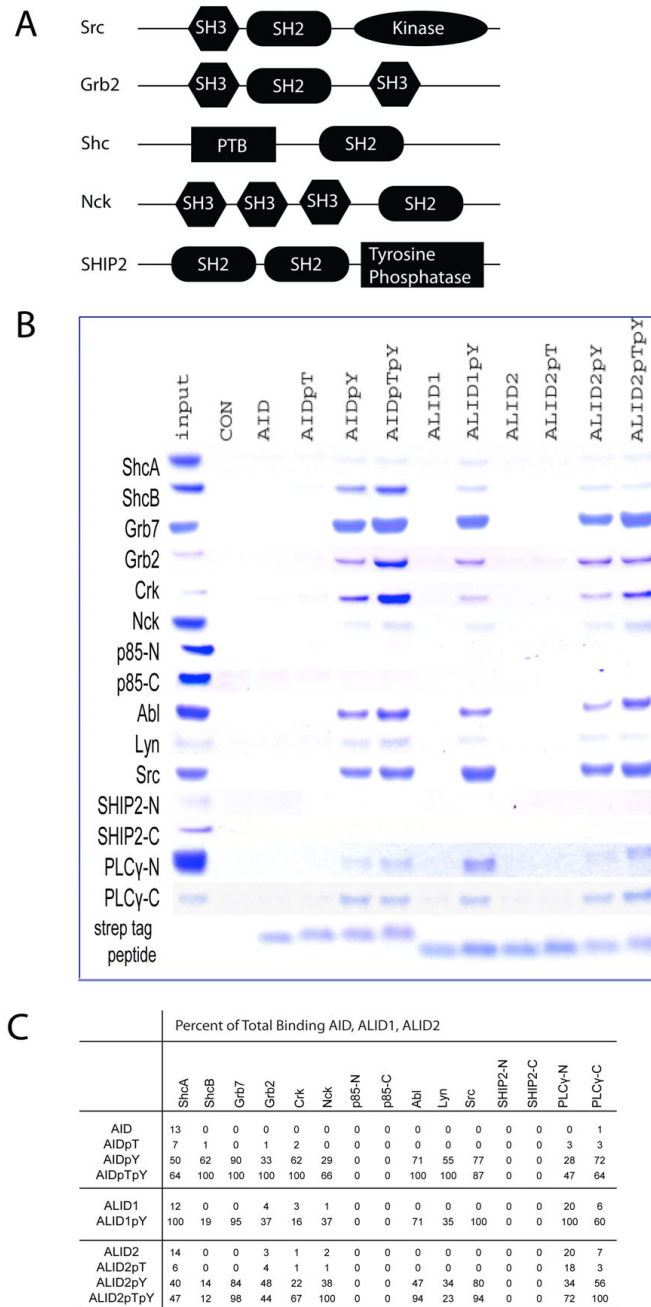 A
Src SH3 SH2 Kinase
Grb2 SH3 SH2 SH3
Shc PTB SH2
Nck SH3 SH3 SH3 SH2
SHIP2 SH2 SH2 Tyrosine Phosphatase
B
input CON AID AIDpT AIDpY AIDpTpY ALID1 ALID1pY ALID2 ALID2pT ALID2pY ALID2pTpY
ShcA
ShcB
Grb7
Grb2
Crk
Nck
p85-N
p85-C
Abl
Lyn
Src
SHIP2-N
SHIP2-C
PLCγ-N
PLCγ-C
strep tag
peptide
C
Percent of Total Binding AID, ALID1, ALID2
ShcA ShcB Grb7 Grb2 Crk Nck p85-N p85-C Abl Lyn Src SHIP2-N SHIP2-C PLCγ-N PLCγ-C
AID 13 0 0 0 0 0 0 0 0 0 0 0 0 0 1
AIDpT 7 1 0 1 2 0 0 0 0 0 0 0 0 3 3
AIDpY 50 62 90 33 62 29 0 0 71 55 77 0 0 28 72
AIDpTpY 64 100 100 100 100 66 0 0 100 100 87 0 0 47 64
ALID1 12 0 0 4 3 1 0 0 0 0 0 0 0 20 6
ALID1pY 100 19 95 37 16 37 0 0 71 35 100 0 0 100 60
ALID2 14 0 0 3 1 2 0 0 0 0 0 0 0 20 7
ALID2pT 6 0 0 4 1 1 0 0 0 0 0 0 0 18 3
ALID2pY 40 14 84 48 22 38 0 0 47 34 80 0 0 34 56
ALID2pTpY 47 12 98 44 67 100 0 0 94 23 94 0 0 72 100